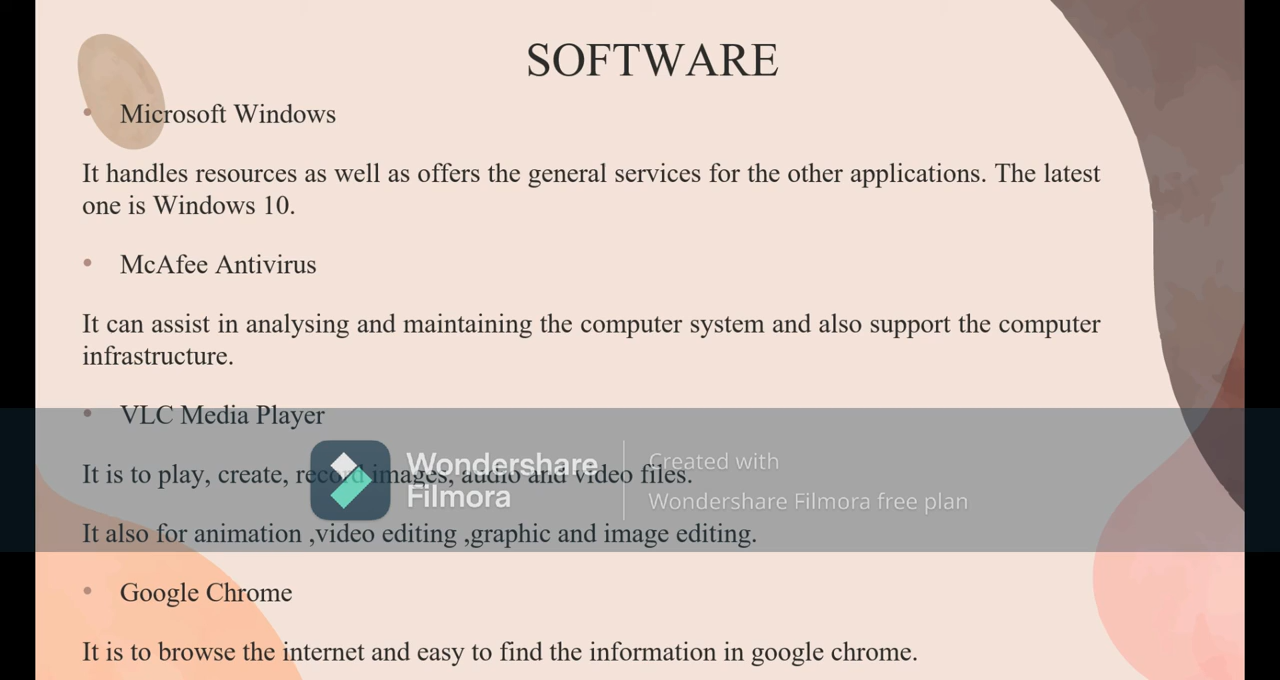 SOFTWARE
• Microsoft Windows
It handles resources as well as offers the general services for the other applications. The latest
one is Windows 10.
• McAfee Antivirus
It can assist in analysing and maintaining the computer system and also support the computer
infrastructure.
• VLC Media Player
It is to play, create, record images, audio and video files.
Wondershare
Filmora
Created with
Wondershare Filmora free plan
It also for animation ,video editing ,graphic and image editing.
• Google Chrome
It is to browse the internet and easy to find the information in google chrome.